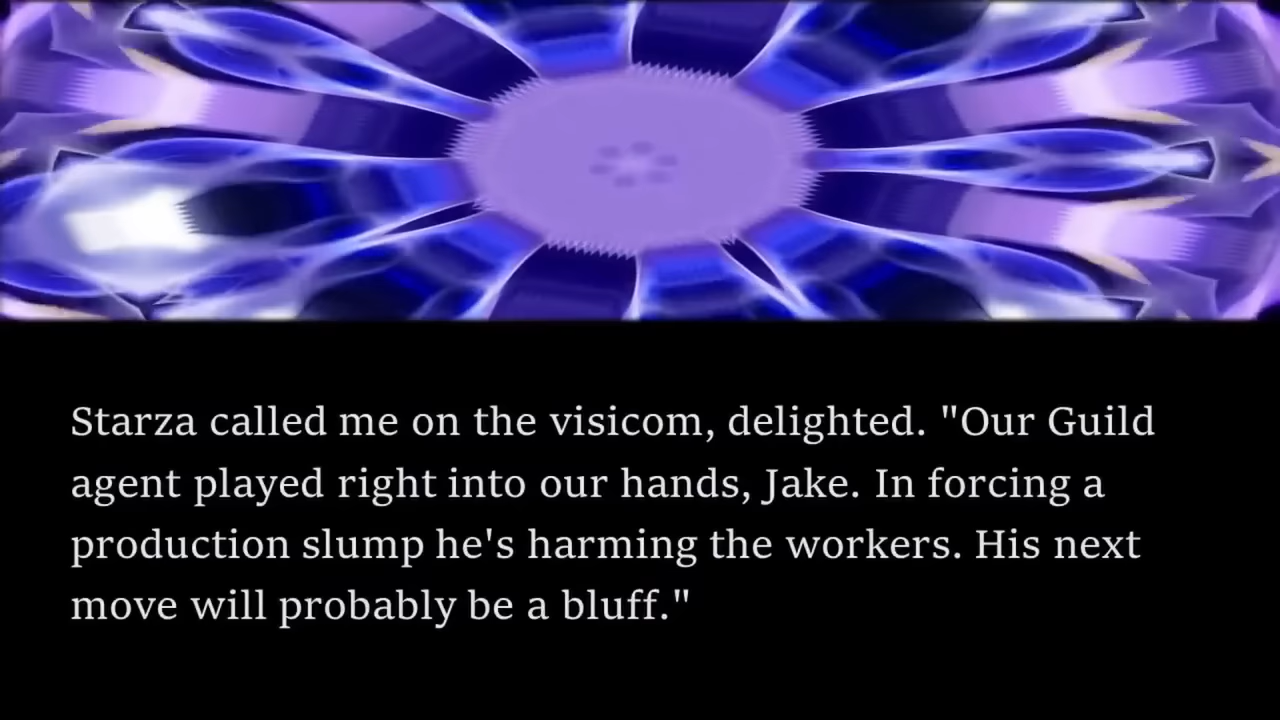 Starza called me on the visicom, delighted. "Our Guild
agent played right into our hands, Jake. In forcing a
production slump he's harming the workers. His next
move will probably be a bluff."